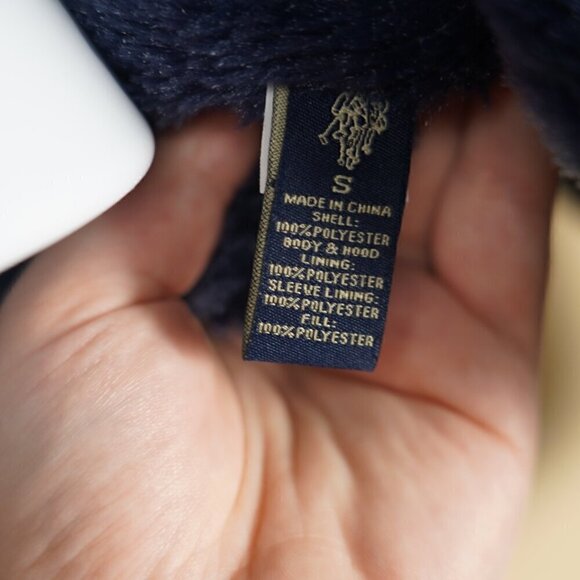 S
MADE IN CHINA
SHELL:
100%POLYESTER
BODY & HOOD
LINING:
100%POLYESTER
SLEEVE LINING:
100%POLYESTER
FILL:
100%POLYESTER